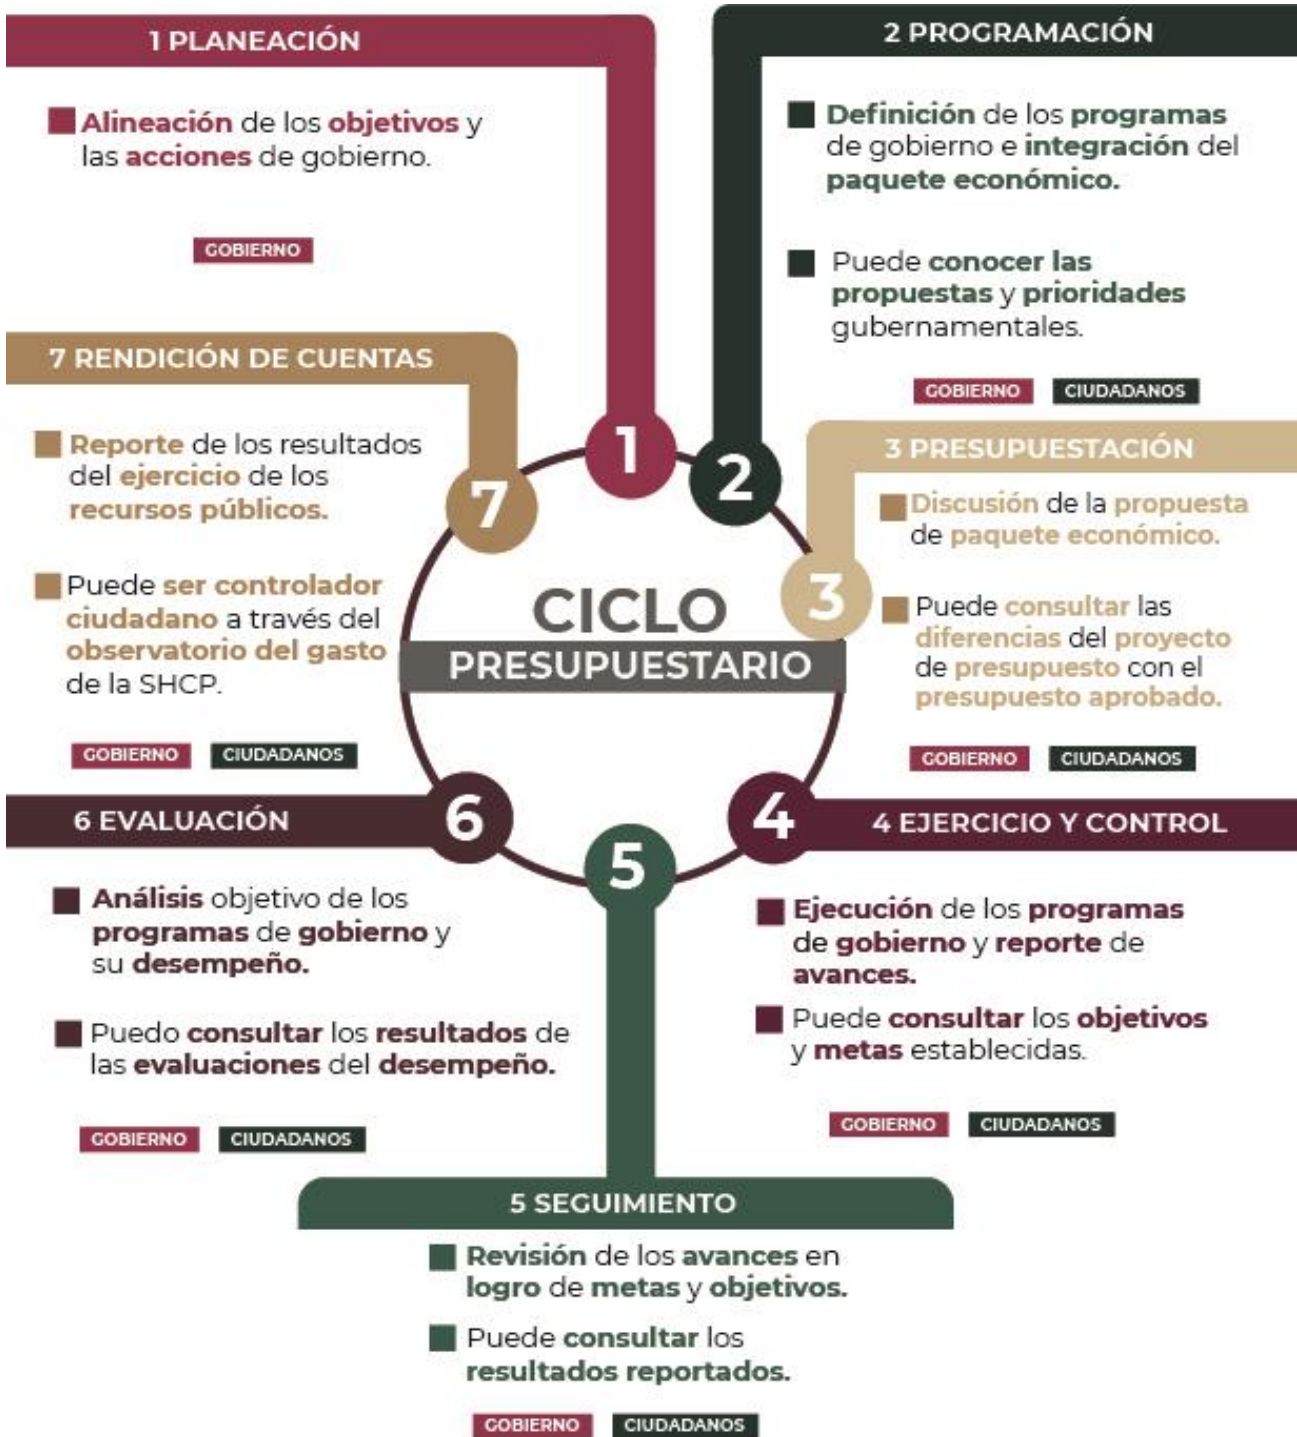 1 PLANEACIÓN
Alineación de los objetivos y
las acciones de gobierno.
GOBIERNO
2 PROGRAMACIÓN
Definición de los programas
de gobierno e integración del
paquete económico.
Puede conocer las
propuestas y prioridades
gubernamentales.
GOBIERNO CIUDADANOS
3 PRESUPUESTACIÓN
Discusión de la propuesta
de paquete económico.
Puede consultar las
diferencias del proyecto
de presupuesto con el
presupuesto aprobado.
GOBIERNO CIUDADANOS
4 EJERCICIO Y CONTROL
Ejecución de los programas
de gobierno y reporte de
avances.
Puede consultar los objetivos
y metas establecidas.
GOBIERNO CIUDADANOS
5 SEGUIMIENTO
Revisión de los avances en
logro de metas y objetivos.
Puede consultar los
resultados reportados.
GOBIERNO CIUDADANOS
6 EVALUACIÓN
Análisis objetivo de los
programas de gobierno y
su desempeño.
Puedo consultar los resultados de
las evaluaciones del desempeño.
GOBIERNO CIUDADANOS
7 RENDICIÓN DE CUENTAS
Reporte de los resultados
del ejercicio de los
recursos públicos.
Puede ser controlador
ciudadano a través del
observatorio del gasto
de la SHCP.
GOBIERNO CIUDADANOS
CICLO
PRESUPUESTARIO
1
2
3
4
5
6
7